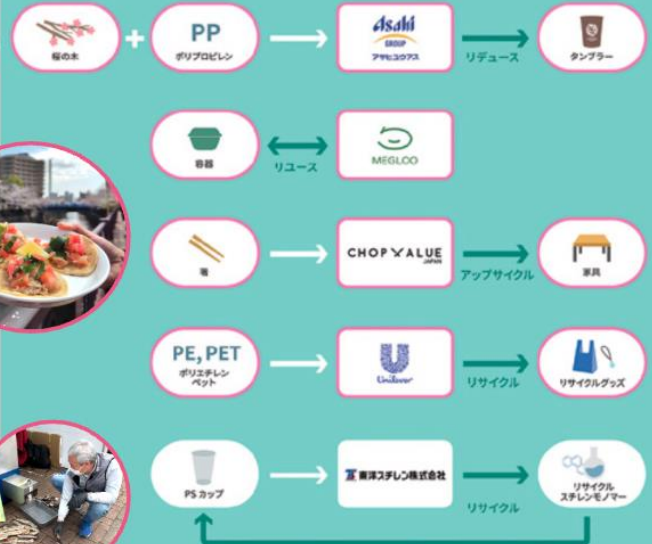 桜の木
+
PP
ポリプロピレン
Asahi
GROUP
アサヒユウアス
リデュース
タンブラー
容器
リユース
MEGLOO
箸
CHOP VALUE
JAPAN
アップサイクル
家具
PE, PET
ポリエチレン
ペット
Unilever
リサイクル
リサイクルグッズ
PSカップ
東洋スチレン株式会社
リサイクル
リサイクル
スチレンモノマー